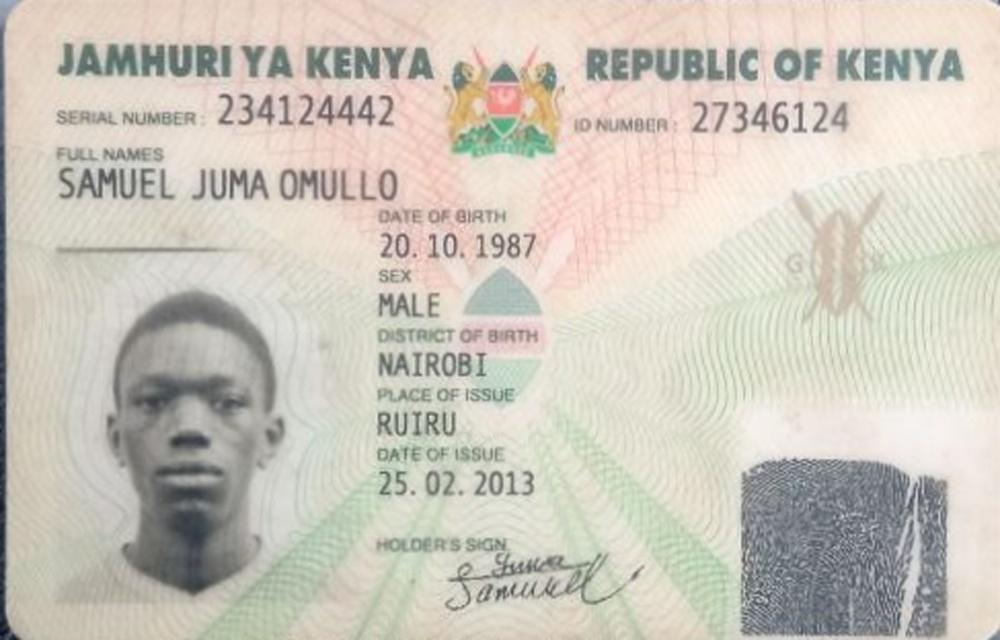 JAMHURI YA KENYA REPUBLIC OF KENYA
SERIAL NUMBER : 234124442 ID NUMBER : 27346124
FULL NAMES
SAMUEL JUMA OMULLO
DATE OF BIRTH
20. 10. 1987
SEX
MALE
DISTRICT OF BIRTH
NAIROBI
PLACE OF ISSUE
RUIRU
DATE OF ISSUE
25. 02. 2013
HOLDER'S SIGN.
Juma
Samuell
G K